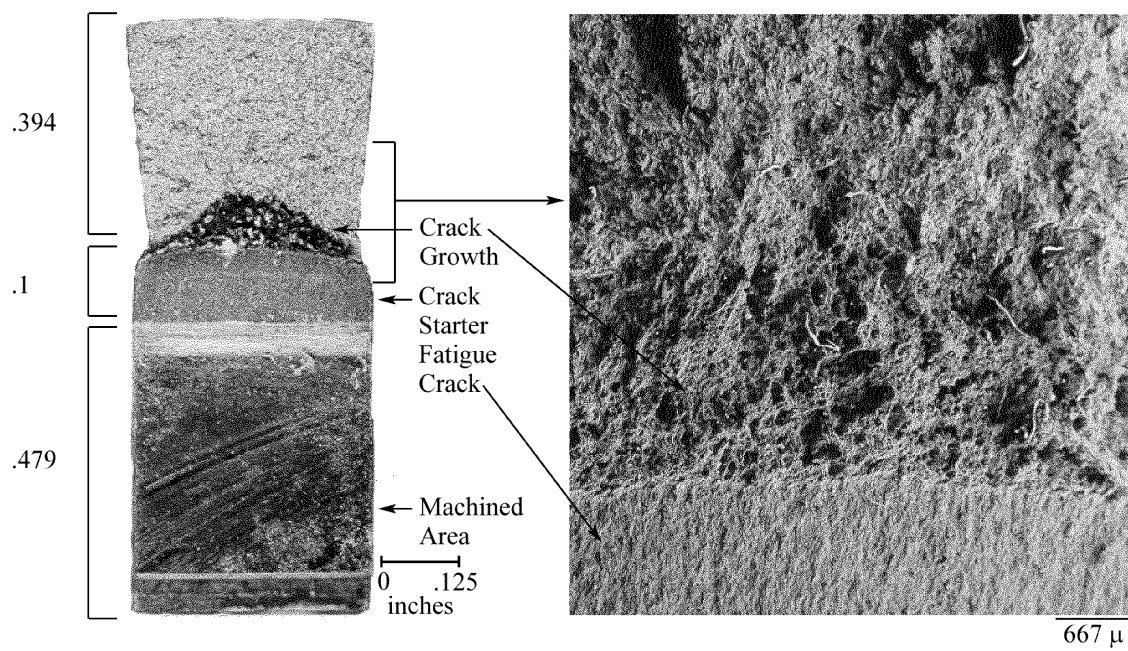 .394
.1
.479
Crack
Growth
Crack
Starter
Fatigue
Crack
Machined
Area
0 .125
inches
667 μ